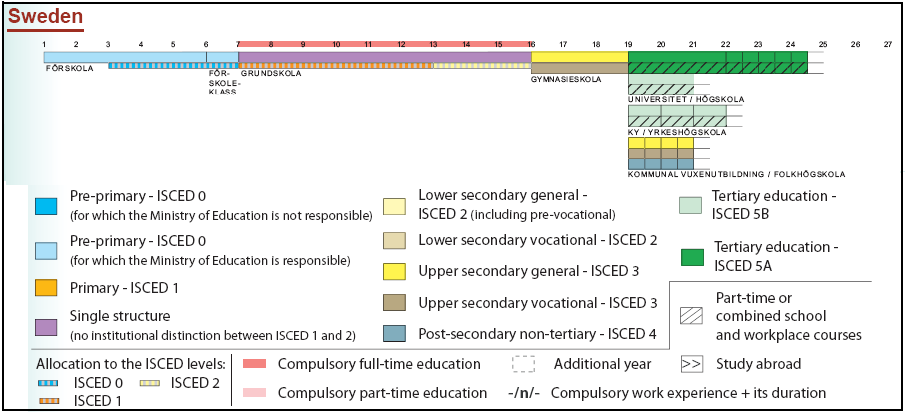 Sweden
1 3 4 5 6 7 8 9 10 11 12 13 14 15 16 17 18 19 20 21 22 23 24 25 26 27
FÖRSKOLA
FÖR-
SKOLE-
KLASS
GRUNDSKOLA
GYMNASIESKOLA
UNIVERSITET / HÖGSKOLA
KY / YRKESHÖGSKOLA
KOMMUNAL VUXENUTBILDNING / FOLKHÖGSKOLA
Pre-primary - ISCED 0
(for which the Ministry of Education is not responsible)
Pre-primary - ISCED 0
(for which the Ministry of Education is responsible)
Primary - ISCED 1
Single structure
(no institutional distinction between ISCED 1 and 2)
Lower secondary general -
ISCED 2 (including pre-vocational)
Lower secondary vocational - ISCED 2
Upper secondary general - ISCED 3
Upper secondary vocational - ISCED 3
Post-secondary non-tertiary - ISCED 4
Tertiary education -
ISCED 5B
Tertiary education -
ISCED 5A
Part-time or
combined school
and workplace courses
Allocation to the ISCED levels:
ISCED 0
ISCED 2
ISCED 1
Compulsory full-time education
Compulsory part-time education
Additional year
-/n/- Compulsory work experience + its duration
>> Study abroad